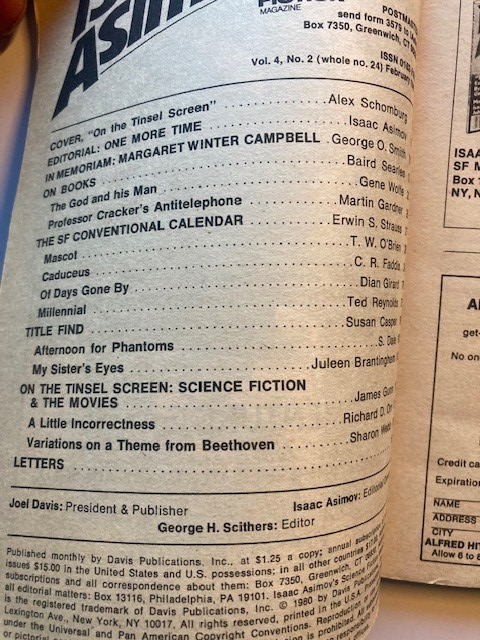 Asim
MAGAZINE
POSTMAST
send form 3579 to
Box 7350, Greenwich, CT
ISSN
Vol. 4, No. 2 (whole no. 24) February
COVER, "On the Tinsel Screen" Alex Schomburg
EDITORIAL: ONE MORE TIME Isaac Asimov
IN MEMORIAM: MARGARET WINTER CAMPBELL George O. Smith
ON BOOKS Baird Searles
The God and his Man Gene Wolfe
Professor Cracker's Antitelephone Martin Gardner
THE SF CONVENTIONAL CALENDAR Erwin S. Strauss
Mascot T. W. O'Brien
Caduceus C. R. Faddis
Of Days Gone By Dian Girard
Millennial Ted Reynolds
TITLE FIND Susan Casper
Afternoon for Phantoms S. Dale
My Sister's Eyes Juleen Brantingham
ON THE TINSEL SCREEN: SCIENCE FICTION
& THE MOVIES James Gunn
A Little Incorrectness Richard D.
Variations on a Theme from Beethoven Sharon
LETTERS
Joel Davis: President & Publisher Isaac Asimov: Editorial
George H. Scithers: Editor
Published monthly by Davis Publications, Inc., at $1.25 a copy; annual
issues $15.00 in the United States and U.S. possessions; in all other countries
subscriptions and all correspondence about them: Box 7350, Greenwich, CT
all editorial matters: Box 13116, Philadelphia, PA 19101. Isaac Asimov's Science
is the registered trademark of Davis Publications, Inc. © 1980 by Davis
Lexington Ave., New York, NY 10017. All rights reserved, printed in the U.S.A.
under the Universal and Pan American Copyright Conventions. Reproduction
or
is prohibited
ISAA
SF M
Box
NY, N
get-
No on
Credit ca
Expiration
NAME
ADDRESS
CITY
ALFRED HIT
Allow 6 to 8